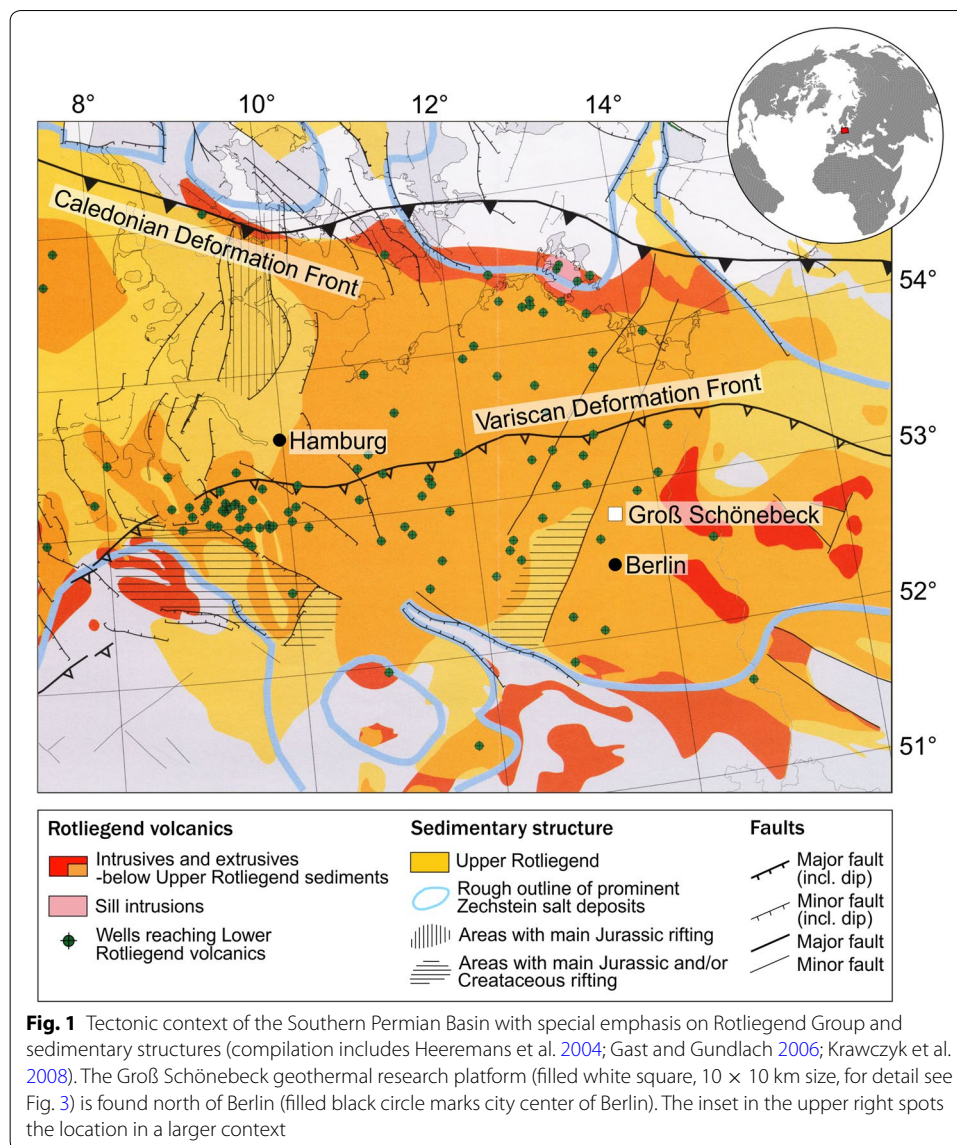 8°
10°
12°
14°
Caledonian Deformation Front
54°
Variscan Deformation Front
53°
Hamburg
Groß Schönebeck
Berlin
52°
51°
Rotliegend volcanics
Intrusives and extrusives
-below Upper Rotliegend sediments
Sill intrusions
Wells reaching Lower
Rotliegend volcanics
Sedimentary structure
Upper Rotliegend
Rough outline of prominent
Zechstein salt deposits
Areas with main Jurassic rifting
Areas with main Jurassic and/or
Creataceous rifting
Faults
Major fault
(incl. dip)
Minor fault
(incl. dip)
Major fault
Minor fault
Fig. 1 Tectonic context of the Southern Permian Basin with special emphasis on Rotliegend Group and
sedimentary structures (compilation includes Heeremans et al. 2004; Gast and Gundlach 2006; Krawczyk et al.
2008). The Groß Schönebeck geothermal research platform (filled white square, 10 × 10 km size, for detail see
Fig. 3) is found north of Berlin (filled black circle marks city center of Berlin). The inset in the upper right spots
the location in a larger context